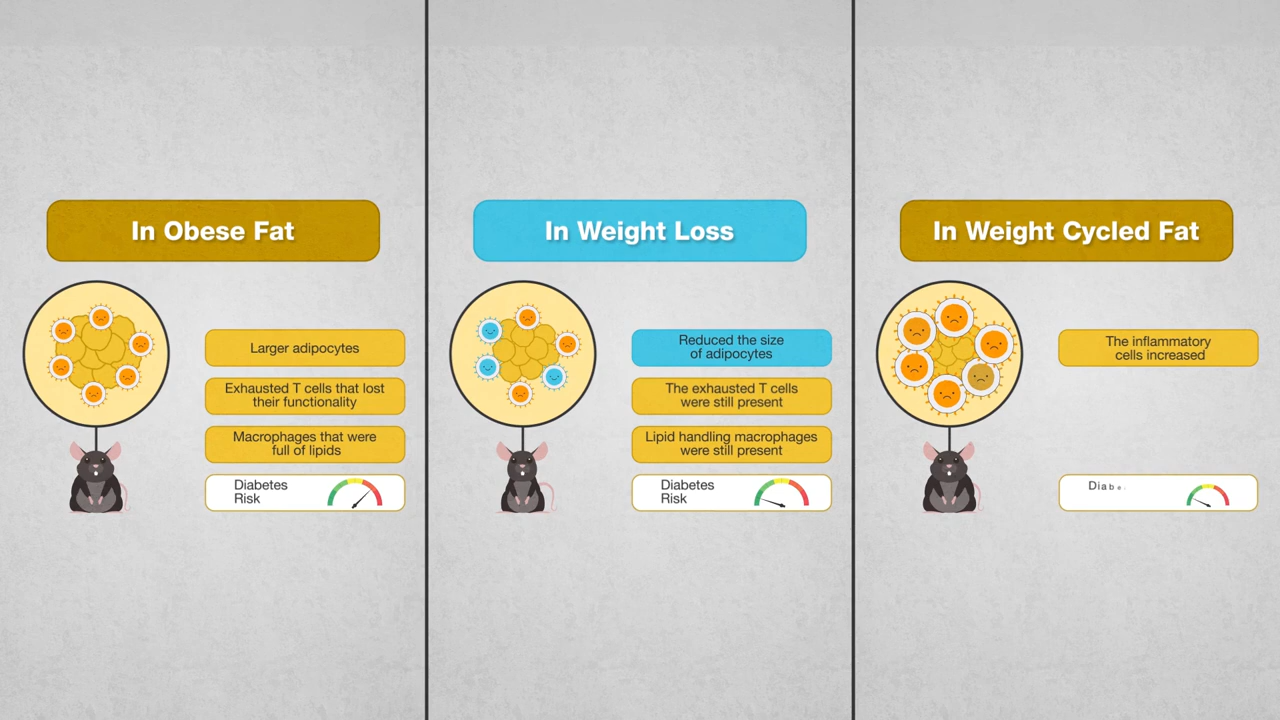 In Obese Fat
Larger adipocytes
Exhausted T cells that lost
their functionality
Macrophages that were
full of lipids
Diabetes
Risk
In Weight Loss
Reduced the size
of adipocytes
The exhausted T cells
were still present
Lipid handling macrophages
were still present
Diabetes
Risk
In Weight Cycled Fat
The inflammatory
cells increased
Diabe